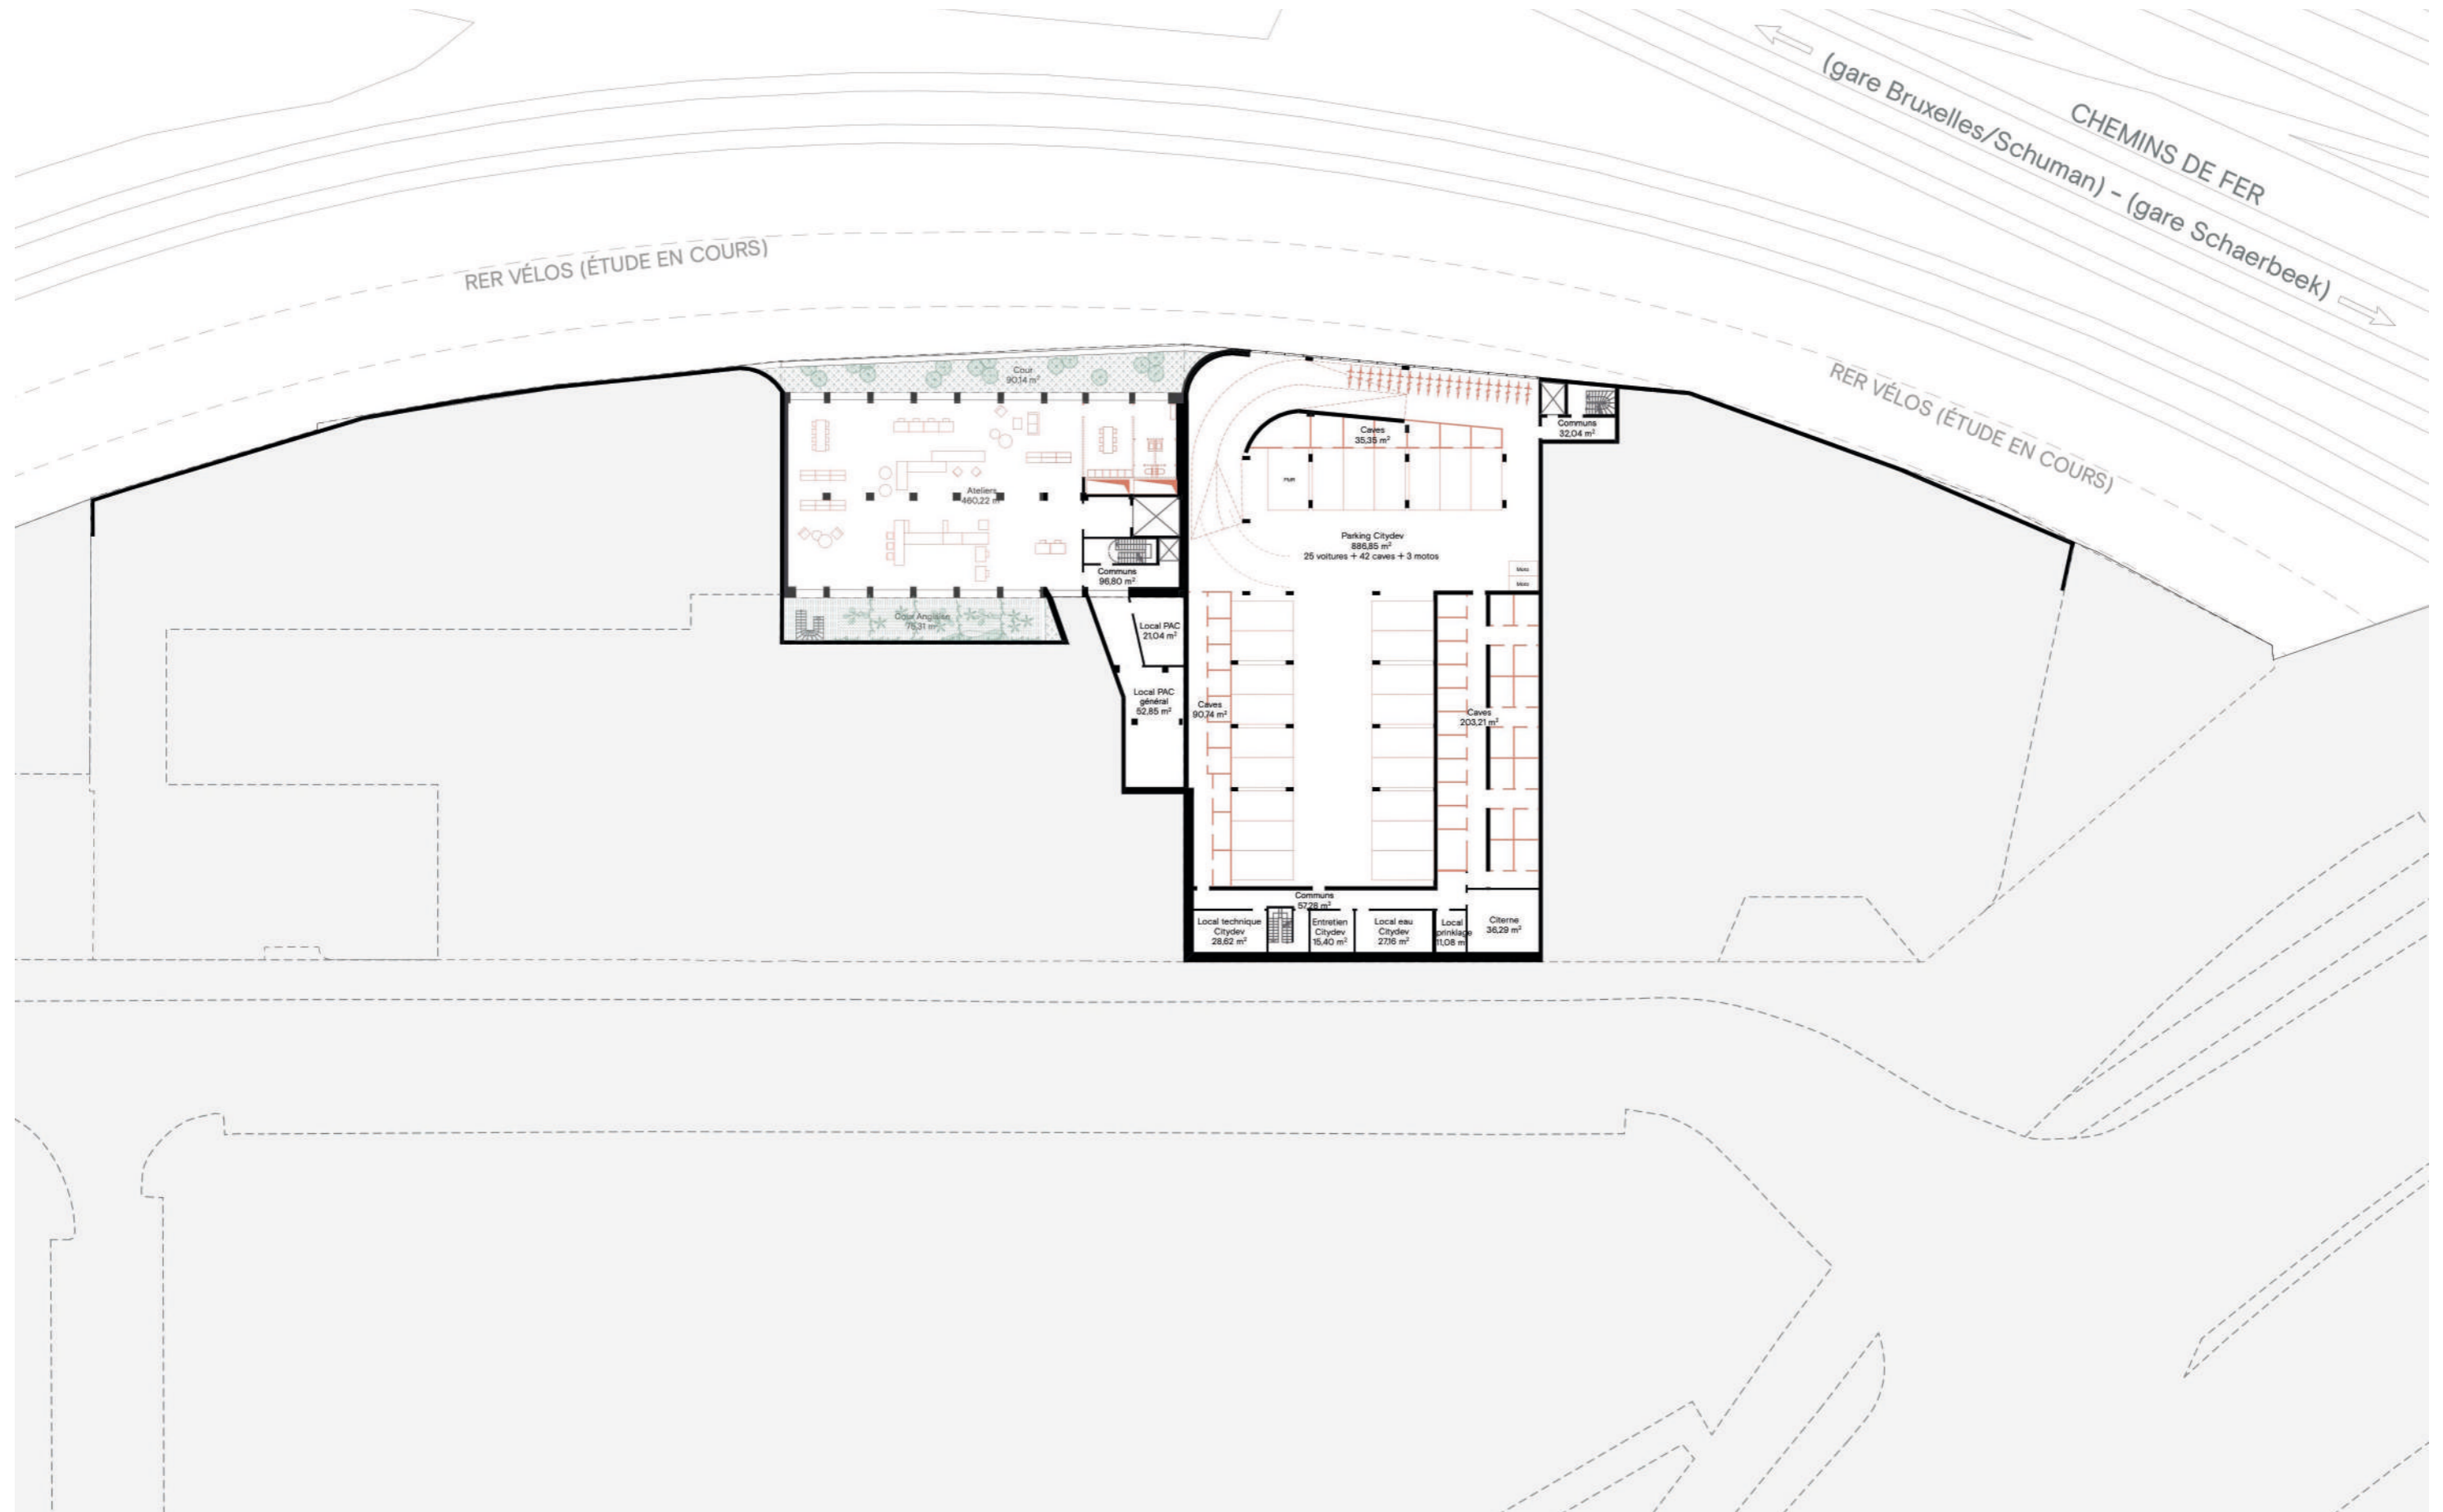 (gare Bruxelles/Schuman) - (gare Schaerbeek)
CHEMINS DE FER
RER VÉLOS (ÉTUDE EN COURS)
RER VÉLOS (ÉTUDE EN COURS)
Cour
90,14 m²
Caves
35,35 m²
Communs
32,04 m²
PMR
Ateliers
460,22 m²
Parking Citydev
886,85 m²
25 voitures + 42 caves + 3 motos
Moto
Moto
Communs
96,80 m²
Cour Anglaise
75,31 m²
Local PAC
21,04 m²
Local PAC
général
52,85 m²
Caves
90,74 m²
Caves
203,21 m²
Communs
57,28 m²
Local technique
Citydev
28,62 m²
Entretien
Citydev
15,40 m²
Local eau
Citydev
27,16 m²
Local
prinklage
11,08 m
Citerne
36,29 m²